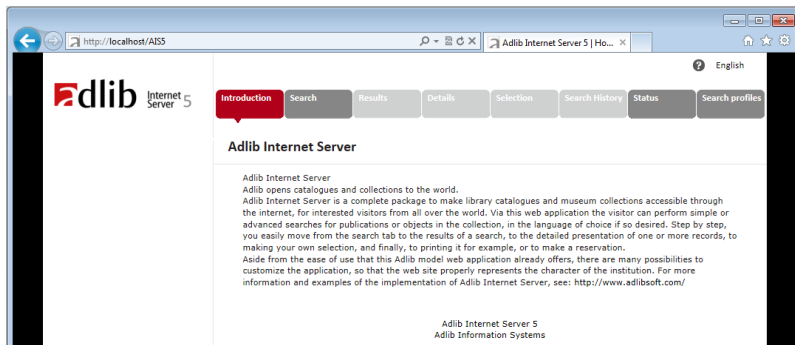 http://localhost/AIS5
Adlib Internet Server 5 | Ho...
? English
adlib Internet Server 5
Introduction Search Results Details Selection Search History Status Search profiles
Adlib Internet Server
Adlib Internet Server
Adlib opens catalogues and collections to the world.
Adlib Internet Server is a complete package to make library catalogues and museum collections accessible through
the internet, for interested visitors from all over the world. Via this web application the visitor can perform simple or
advanced searches for publications or objects in the collection, in the language of choice if so desired. Step by step,
you easily move from the search tab to the results of a search, to the detailed presentation of one or more records, to
making your own selection, and finally, to printing it for example, or to make a reservation.
Aside from the ease of use that this Adlib model web application already offers, there are many possibilities to
customize the application, so that the web site properly represents the character of the institution. For more
information and examples of the implementation of Adlib Internet Server, see: http://www.adlibsoft.com/
Adlib Internet Server 5
Adlib Information Systems